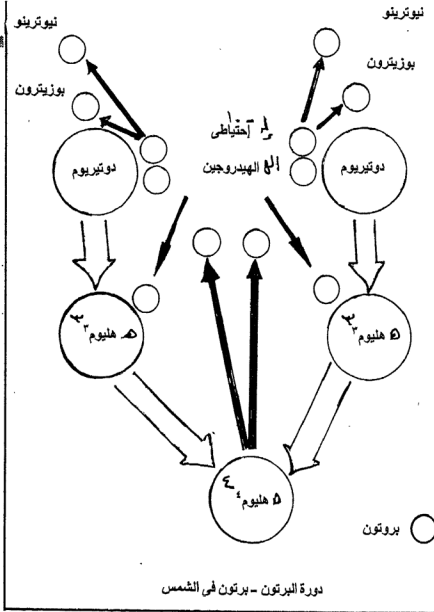 نيوترينو
نيوترينو
بوزيترون
بوزيترون
إحتياطى
الهيدروجين
دوتيريوم
دوتيريوم
هليوم ٣
هليوم ٣
هليوم ٤
بروتون
دورة البرتون - برتون فى الشمس